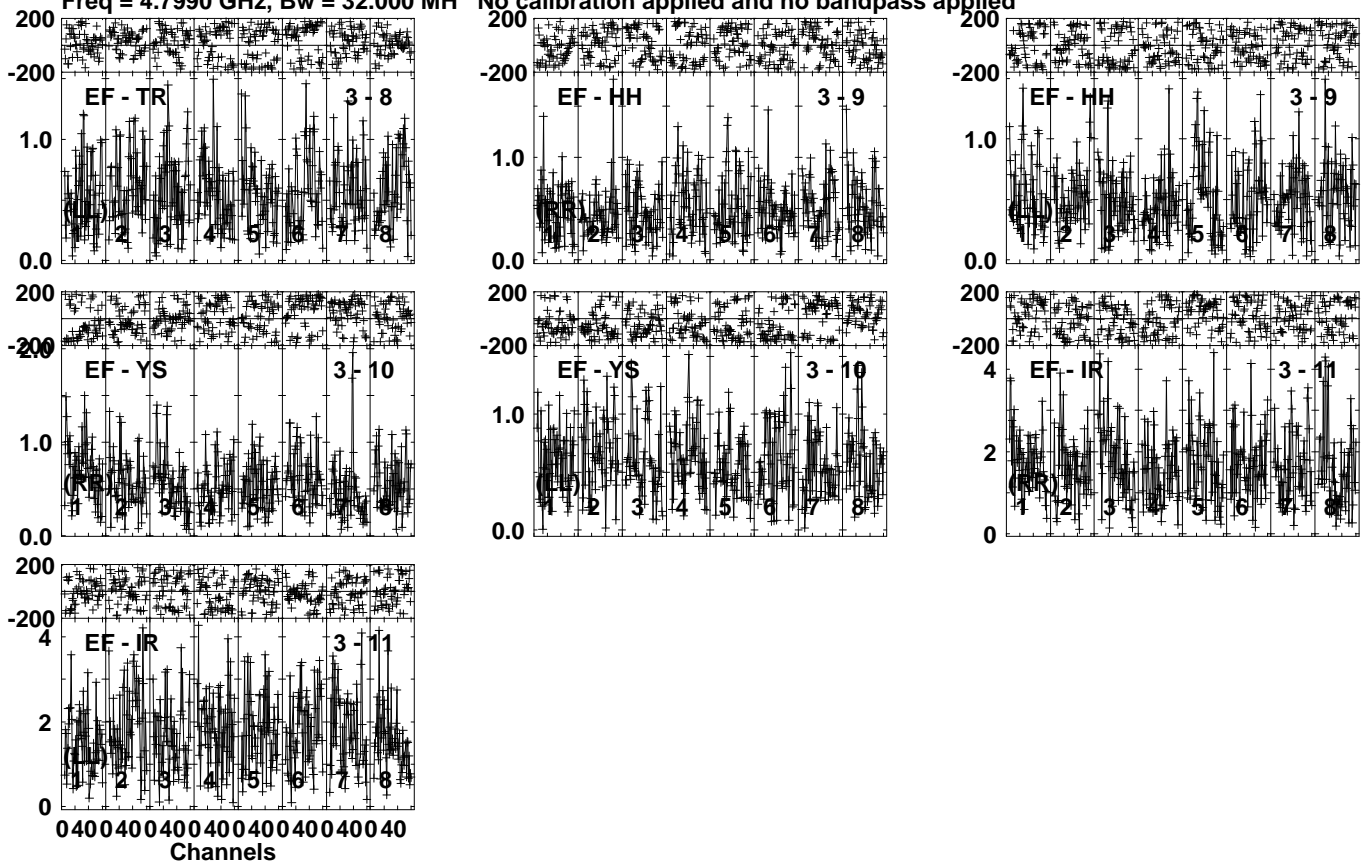 Freq = 4.7990 GHz, Bw = 32.000 MH No calibration applied and no bandpass applied
200
-200
EF - TR 3 - 8
1.0
(LL)
1 2 3 4 5 6 7 8
0.0
200
-200
EF - HH 3 - 9
1.0
(RR)
1 2 3 4 5 6 7 8
0.0
200
-200
EF - HH 3 - 9
1.0
(LL)
1 2 3 4 5 6 7 8
0.0
200
-200
2.0
EF - YS 3 - 10
1.0
(RR)
1 2 3 4 5 6 7 8
0.0
200
-200
EF - YS 3 - 10
1.0
(LL)
1 2 3 4 5 6 7 8
0.0
200
-200
4
EF - IR 3 - 11
2
(RR)
1 2 3 4 5 6 7 8
0
200
-200
4
EF - IR 3 - 11
2
(LL)
1 2 3 4 5 6 7 8
0
0 40 0 40 0 40 0 40 0 40 0 40 0 40 0 40
Channels